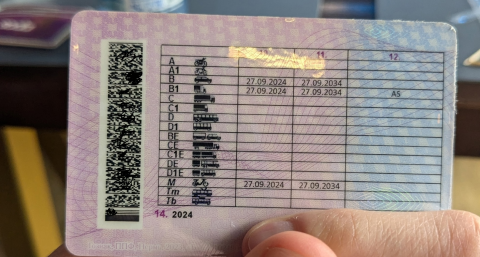 11. 12.
A
A1
B 27.09.2024 27.09.2034
B1 27.09.2024 27.09.2034 AS
C
C1
D
D1
BE
CE
C1E
DE
D1E
M 27.09.2024 27.09.2034
Tm
Tb
14. 2024